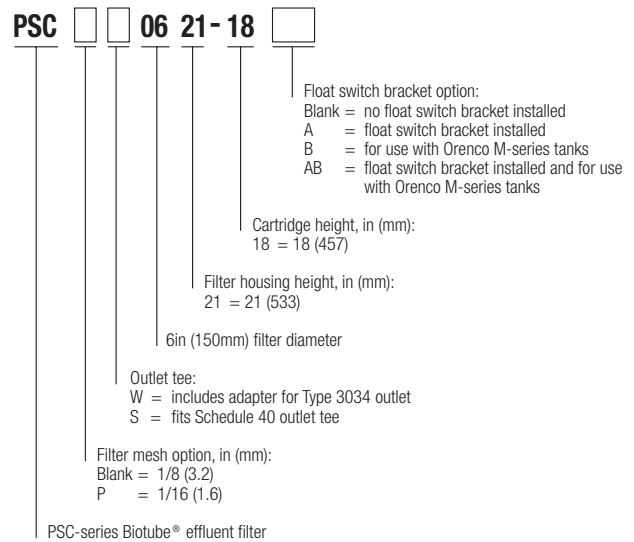 PSC 06 21 - 18
Float switch bracket option:
Blank = no float switch bracket installed
A = float switch bracket installed
B = for use with Orenco M-series tanks
AB = float switch bracket installed and for use
with Orenco M-series tanks
Cartridge height, in (mm):
18 = 18 (457)
Filter housing height, in (mm):
21 = 21 (533)
6in (150mm) filter diameter
Outlet tee:
W = includes adapter for Type 3034 outlet
S = fits Schedule 40 outlet tee
Filter mesh option, in (mm):
Blank = 1/8 (3.2)
P = 1/16 (1.6)
PSC-series Biotube® effluent filter